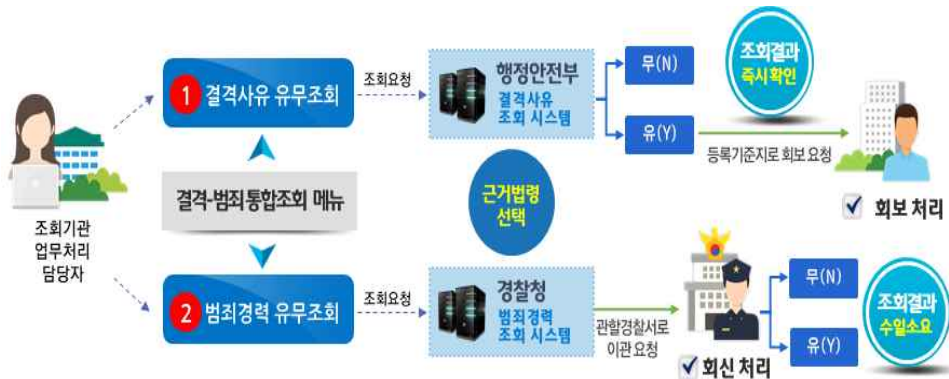 조회기관
업무처리
담당자
1 결격사유 유무조회
결격-범죄 통합조회 메뉴
2 범죄경력 유무조회
조회요청
행정안전부
결격사유
조회 시스템
무(N)
유(Y)
조회결과
즉시 확인
등록기준지로 회보 요청
회보 처리
근거법령
선택
조회요청
경찰청
범죄경력
조회 시스템
관할경찰서로
이관 요청
회신 처리
무(N)
유(Y)
조회결과
수일소요